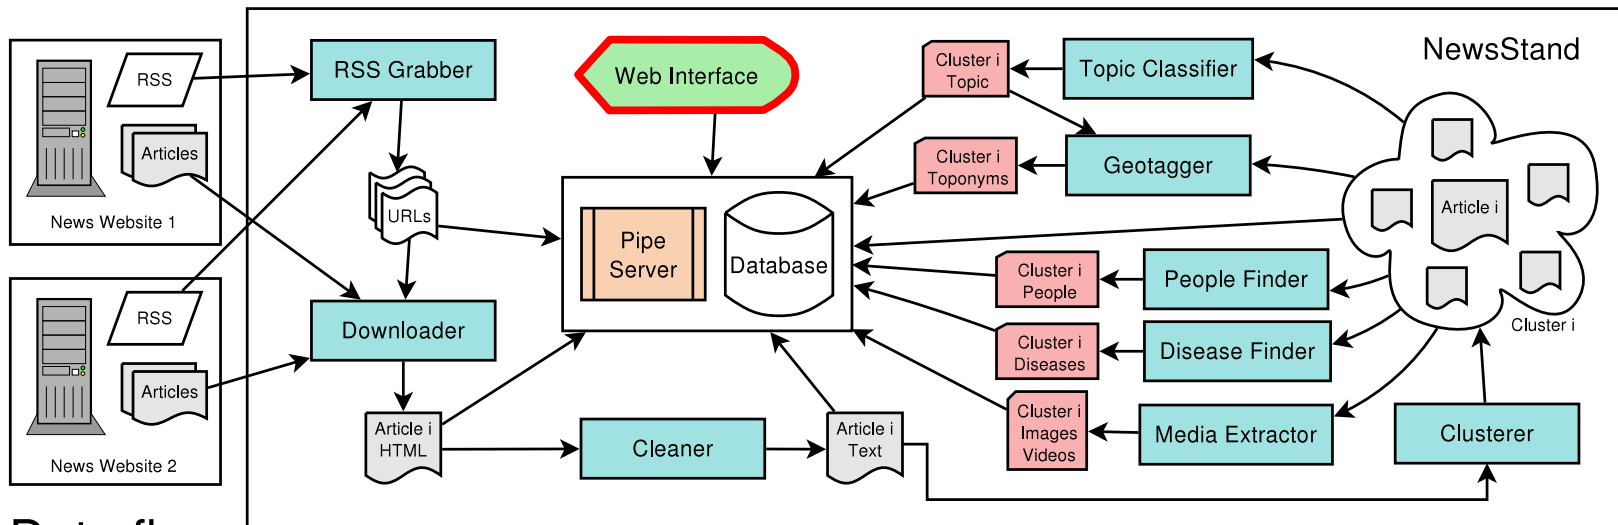 NewsStand
RSS
Articles
News Website 1
RSS
Articles
News Website 2
RSS Grabber
URLs
Downloader
Article i
HTML
Web Interface
Pipe
Server
Database
Cleaner
Article i
Text
Cluster i
Topic
Topic Classifier
Cluster i
Toponyms
Geotagger
Cluster i
People
People Finder
Cluster i
Diseases
Disease Finder
Cluster i
Images
Videos
Media Extractor
Article i
Cluster i
Clusterer